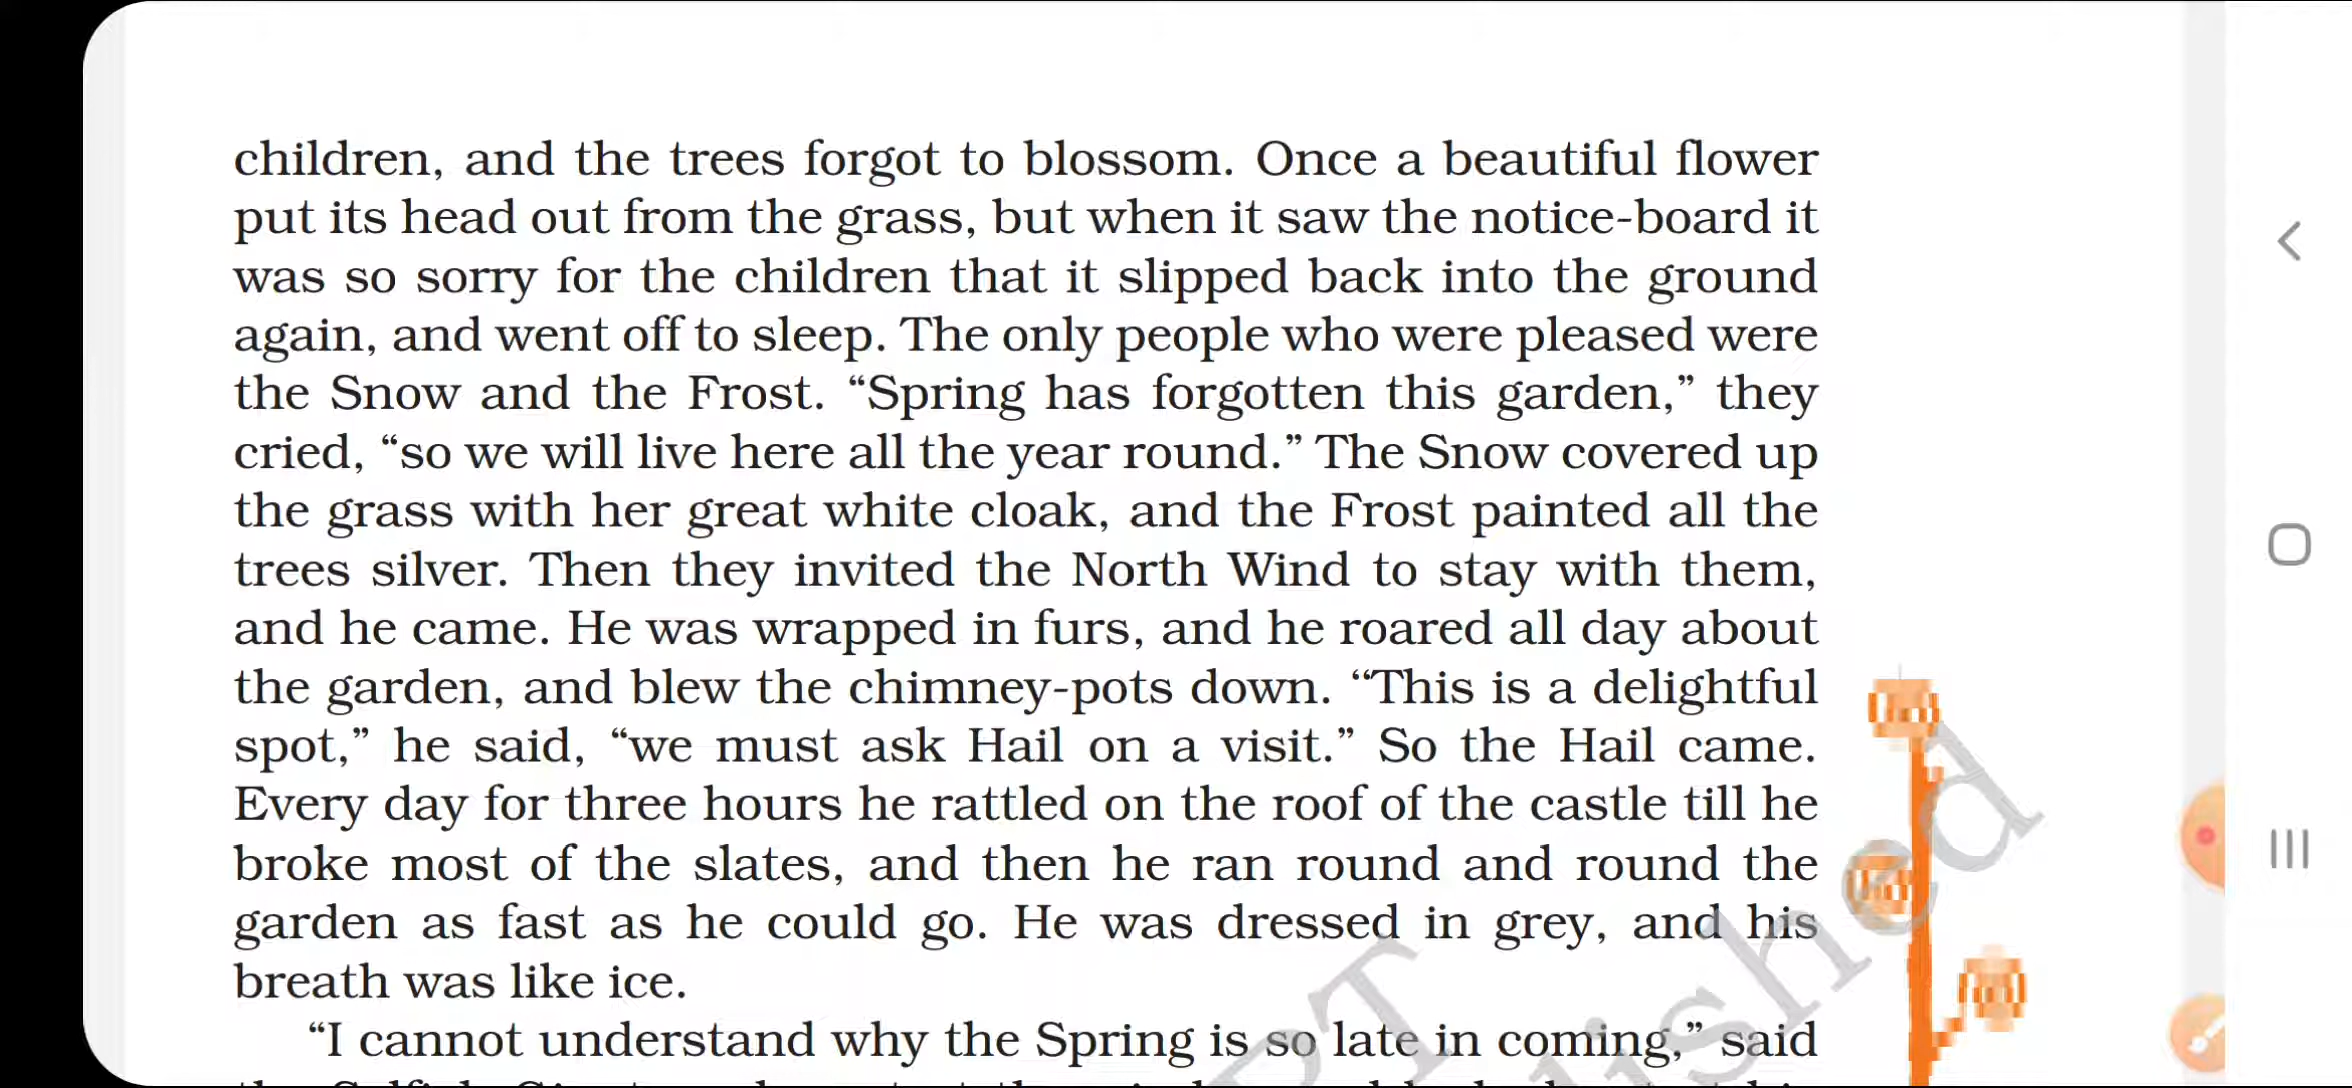 children, and the trees forgot to blossom. Once a beautiful flower
put its head out from the grass, but when it saw the notice-board it
was so sorry for the children that it slipped back into the ground
again, and went off to sleep. The only people who were pleased were
the Snow and the Frost. “Spring has forgotten this garden,” they
cried, “so we will live here all the year round.” The Snow covered up
the grass with her great white cloak, and the Frost painted all the
trees silver. Then they invited the North Wind to stay with them,
and he came. He was wrapped in furs, and he roared all day about
the garden, and blew the chimney-pots down. “This is a delightful
spot,” he said, “we must ask Hail on a visit.” So the Hail came.
Every day for three hours he rattled on the roof of the castle till he
broke most of the slates, and then he ran round and round the
garden as fast as he could go. He was dressed in grey, and his
breath was like ice.
“I cannot understand why the Spring is so late in coming,” said